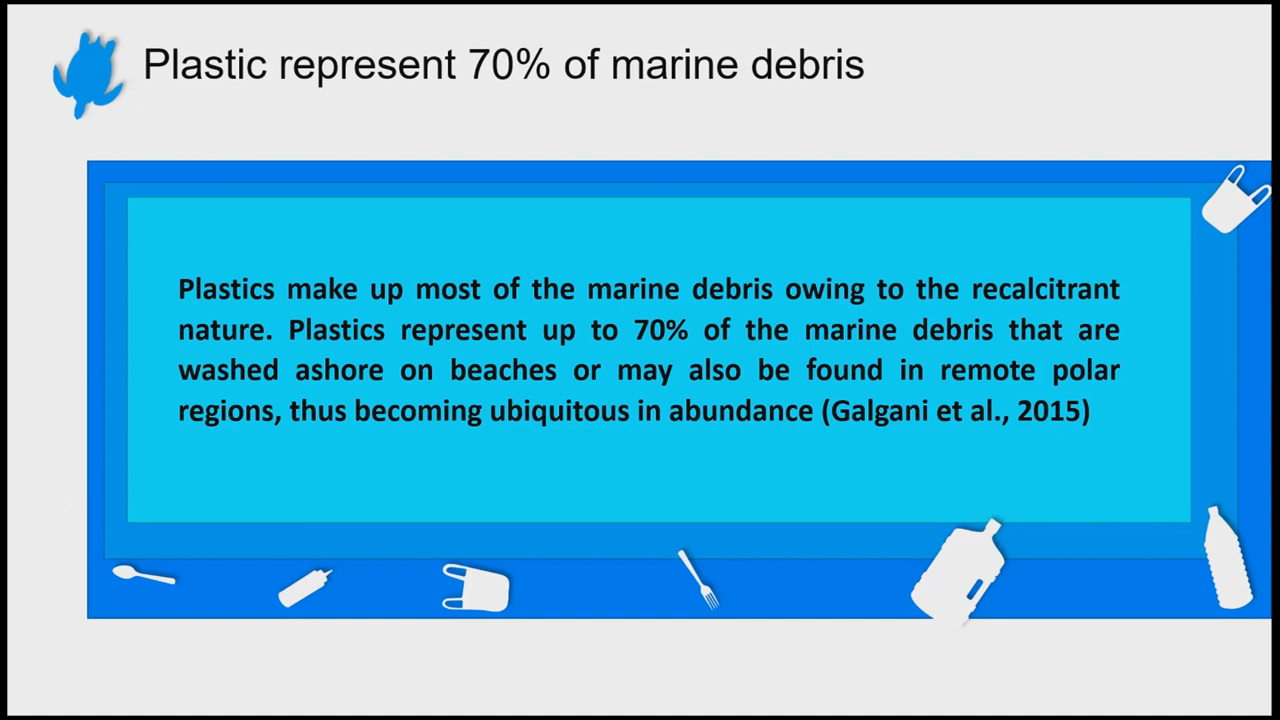 Plastic represent 70% of marine debris
Plastics make up most of the marine debris owing to the recalcitrant
nature. Plastics represent up to 70% of the marine debris that are
washed ashore on beaches or may also be found in remote polar
regions, thus becoming ubiquitous in abundance (Galgani et al., 2015)